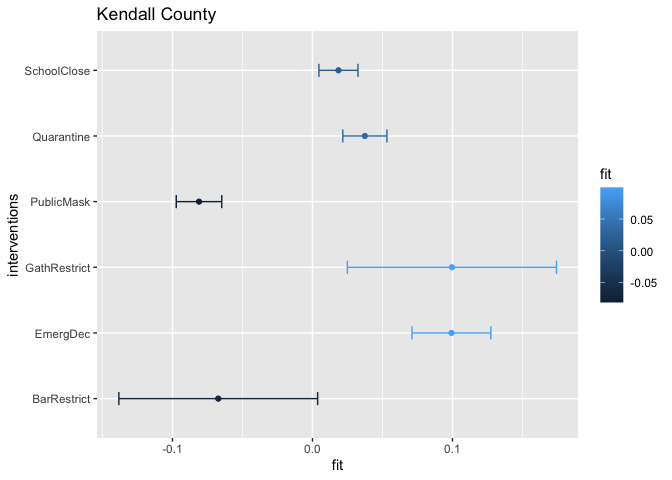 Kendall County
SchoolClose
Quarantine
PublicMask
GathRestrict
EmergDec
BarRestrict
interventions
-0.1
0.0
0.1
fit
fit
0.05
0.00
-0.05